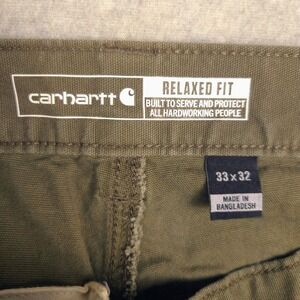 carhartt
RELAXED FIT
BUILT TO SERVE AND PROTECT
ALL HARDWORKING PEOPLE
33 x 32
MADE IN
BANGLADESH